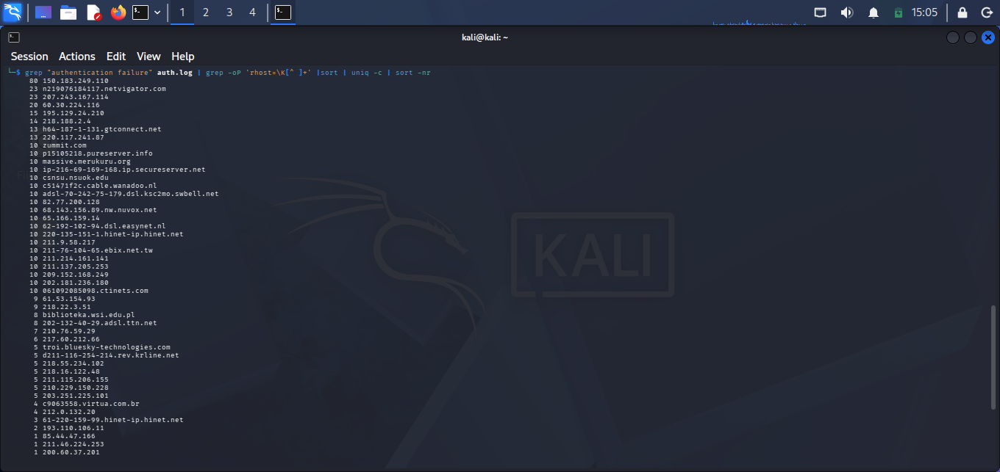 1 2 3 4 15:05
kali@kali: ~
Session Actions Edit View Help
└─$ grep "authentication failure" auth.log | grep -oP 'rhost=\K[^ ]+' |sort | uniq -c | sort -nr
80 150.183.249.110
23 n219076184117.netvigator.com
23 207.243.167.114
20 60.30.224.116
15 195.129.24.210
14 218.188.2.4
13 h64-187-1-131.gtconnect.net
13 220.117.241.87
10 zummit.com
10 p15105218.pureserver.info
10 massive.merukuru.org
10 ip-216-69-169-168.ip.secureserver.net
10 csnsu.nsuok.edu
10 c51471f2c.cable.wanadoo.nl
10 adsl-70-242-75-179.dsl.ksc2mo.swbell.net
10 82.77.200.128
10 68.143.156.89.nw.nuvox.net
10 65.166.159.14
10 62-192-102-94.dsl.easynet.nl
10 220-135-151-1.hinet-ip.hinet.net
10 211.9.58.217
10 211-76-104-65.ebix.net.tw
10 211.214.161.141
10 211.137.205.253
10 209.152.168.249
10 202.181.236.180
10 061092085098.ctinets.com
9 61.53.154.93
9 218.22.3.51
8 biblioteka.wsi.edu.pl
8 202-132-40-29.adsl.ttn.net
7 210.76.59.29
6 217.60.212.66
5 troi.bluesky-technologies.com
5 d211-116-254-214.rev.krline.net
5 218.55.234.102
5 218.16.122.48
5 211.115.206.155
5 210.229.150.228
5 203.251.225.101
4 c9063558.virtua.com.br
4 212.0.132.20
3 61-220-159-99.hinet-ip.hinet.net
2 193.110.106.11
1 85.44.47.166
1 211.46.224.253
1 200.60.37.201
KALI